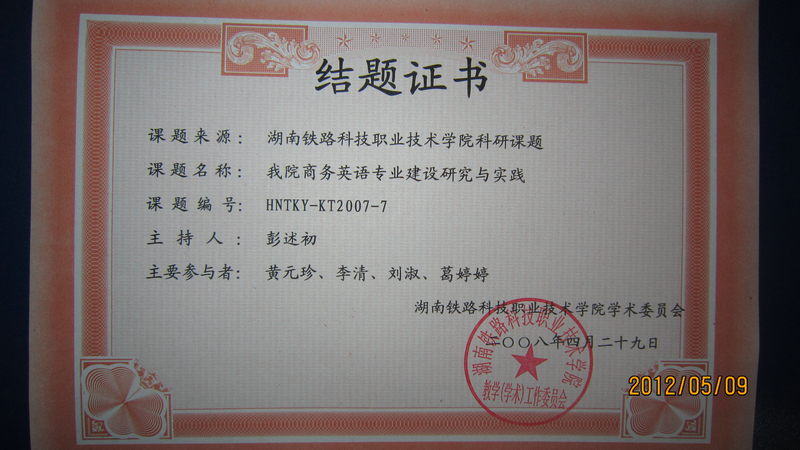 结题证书
课题来源： 湖南铁路科技职业技术学院科研课题
课题名称： 我院商务英语专业建设研究与实践
课题编号： HNTKY-KT2007-7
主持人： 彭述初
主要参与者： 黄元珍、李清、刘淑、葛婷婷
湖南铁路科技职业技术学院学术委员会
二〇〇八年四月二十九日
湖南铁路科技职业技术学院
教学(学术)工作委员会
2012/05/09